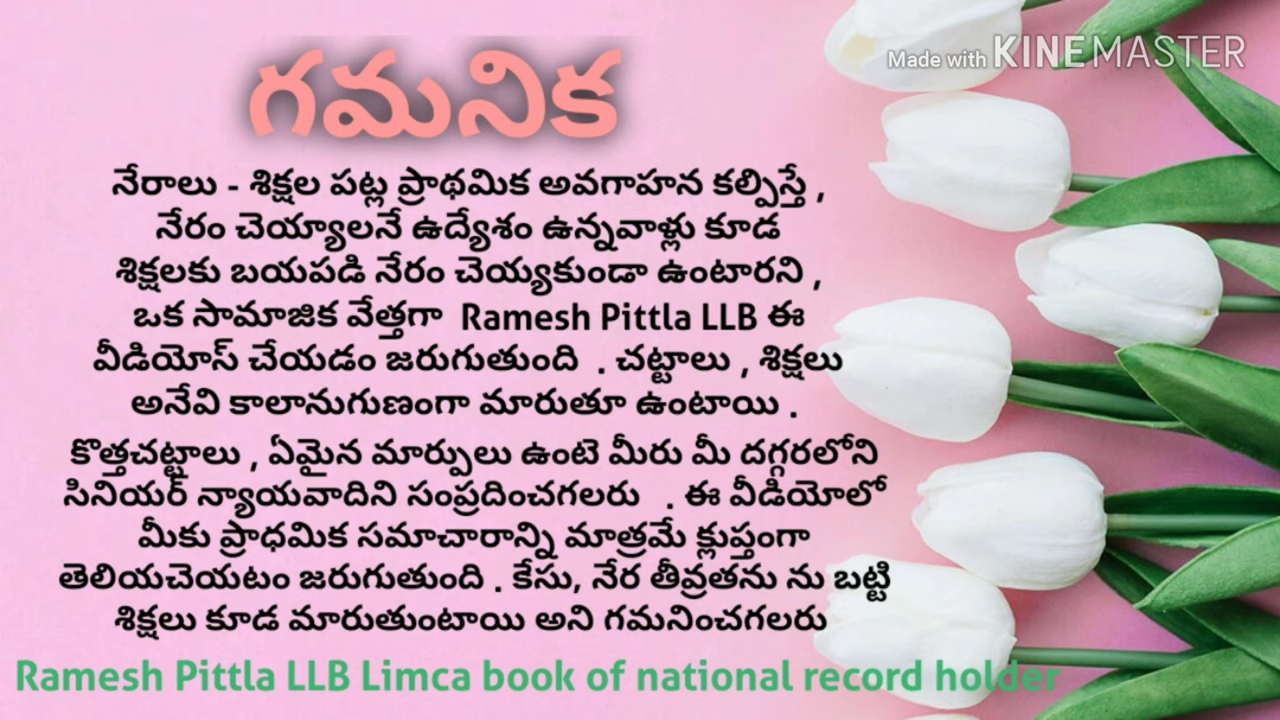 Made with KINEMASTER
గమనిక
నేరాలు - శిక్షల పట్ల ప్రాథమిక అవగాహన కల్పిస్తే ,
నేరం చెయ్యాలనే ఉద్యేశం ఉన్నవాళ్లు కూడ
శిక్షలకు బయపడి నేరం చెయ్యకుండా ఉంటారని ,
ఒక సామాజిక వేత్తగా Ramesh Pittla LLB ఈ
వీడియోస్ చేయడం జరుగుతుంది . చట్టాలు , శిక్షలు
అనేవి కాలానుగుణంగా మారుతూ ఉంటాయి .
కొత్తచట్టాలు , ఏమైన మార్పులు ఉంటె మీరు మీ దగ్గరలోని
సినియర్ న్యాయవాదిని సంప్రదించగలరు . ఈ వీడియోలో
మీకు ప్రాధమిక సమాచారాన్ని మాత్రమే క్లుప్తంగా
తెలియచెయటం జరుగుతుంది . కేసు, నేర తీవ్రతను ను బట్టి
శిక్షలు కూడ మారుతుంటాయి అని గమనించగలరు
Ramesh Pittla LLB Limca book of national record holder